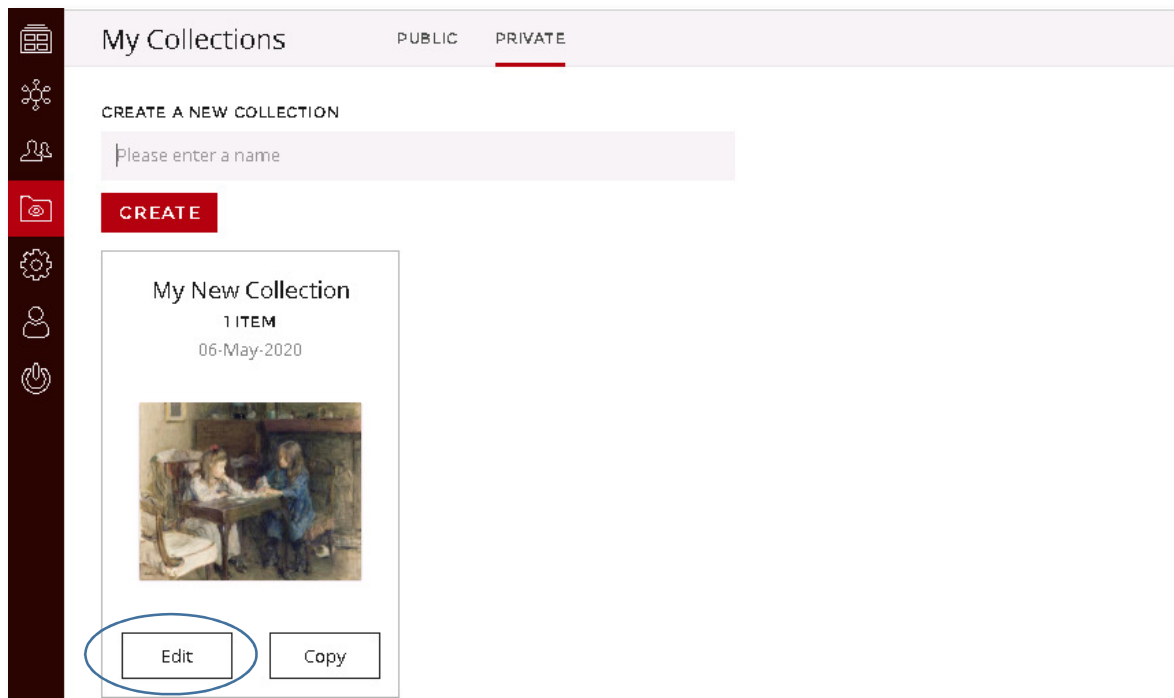 My Collections PUBLIC PRIVATE
CREATE A NEW COLLECTION
Please enter a name
CREATE
My New Collection
1 ITEM
06-May-2020
Edit Copy